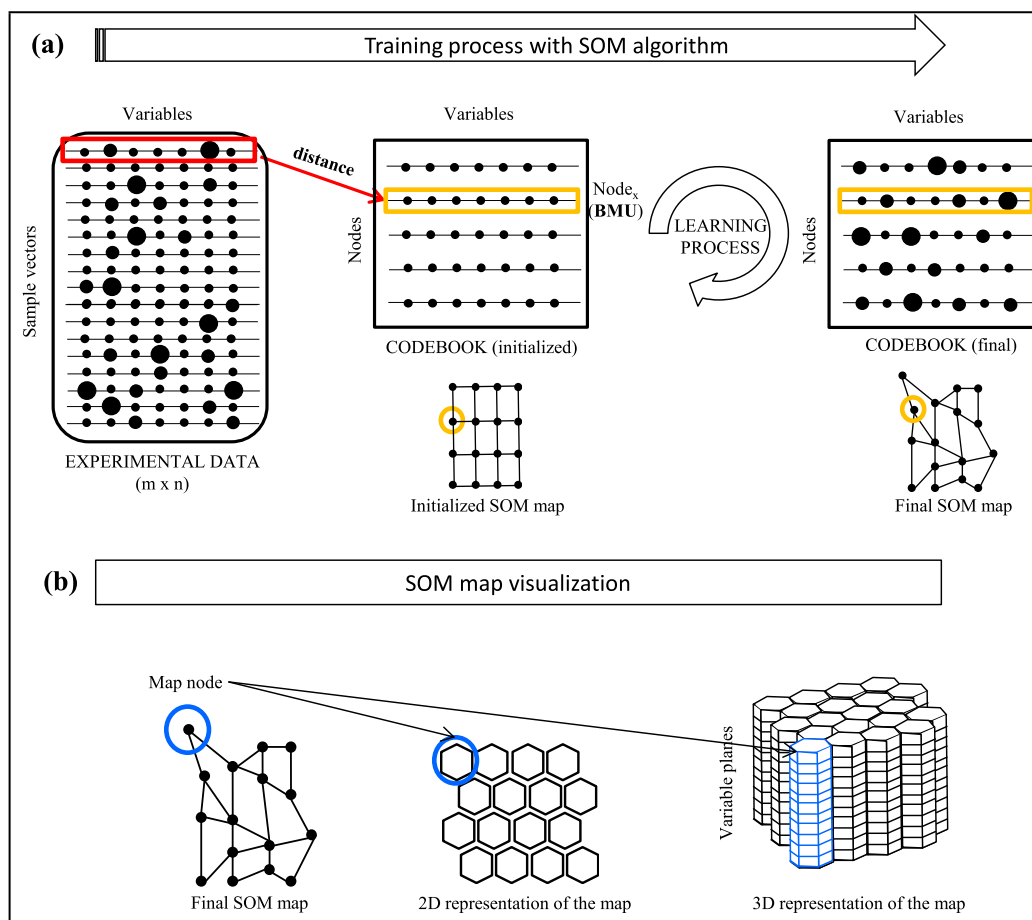 (a)
Training process with SOM algorithm
Variables
Variables
Variables
distance
Sample vectors
Nodes
Node_x
(BMU)
LEARNING
PROCESS
Nodes
EXPERIMENTAL DATA
(m x n)
CODEBOOK (initialized)
CODEBOOK (final)
Initialized SOM map
Final SOM map
(b)
SOM map visualization
Map node
Variable planes
Final SOM map
2D representation of the map
3D representation of the map